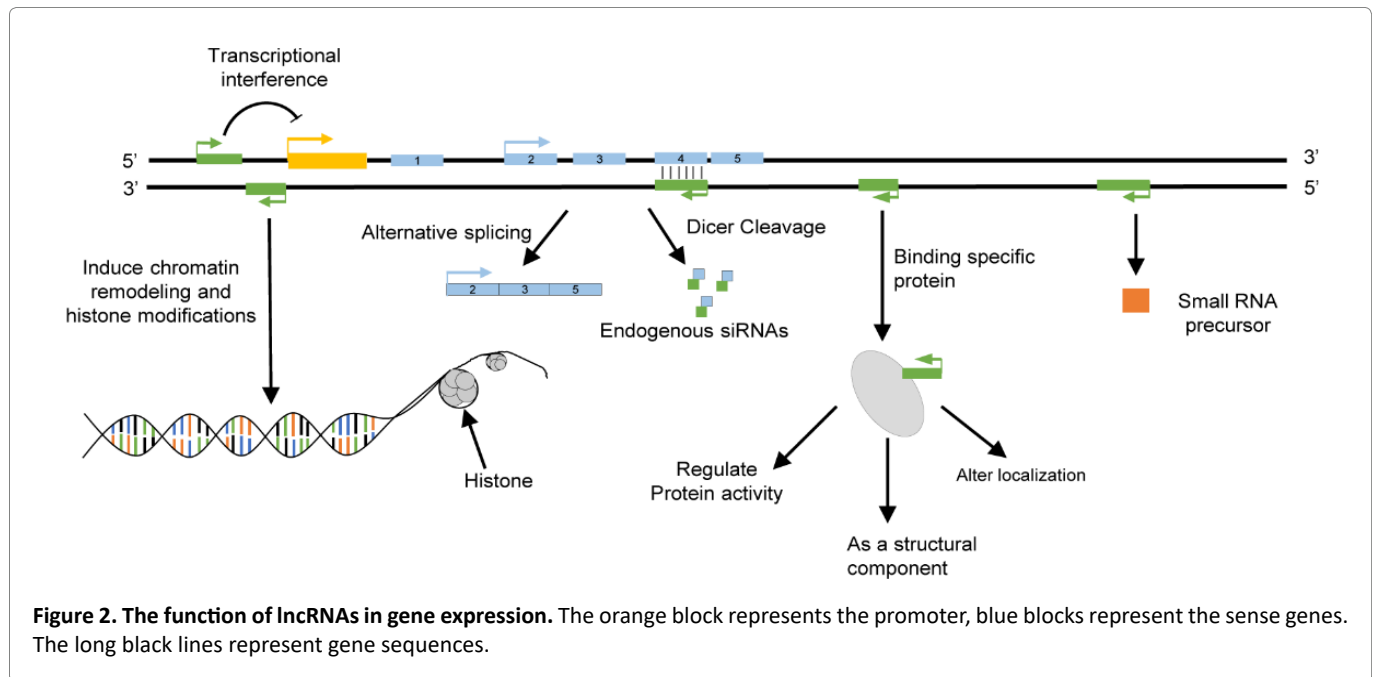 Transcriptional
interference
5’
1
2
3
4
5
3’
3’
5’
Alternative splicing
Dicer Cleavage
Induce chromatin
remodeling and
histone modifications
Binding specific
protein
2
3
5
Endogenous siRNAs
Small RNA
precursor
Histone
Regulate
Protein activity
Alter localization
As a structural
component
Figure 2. The function of lncRNAs in gene expression. The orange block represents the promoter, blue blocks represent the sense genes.
The long black lines represent gene sequences.